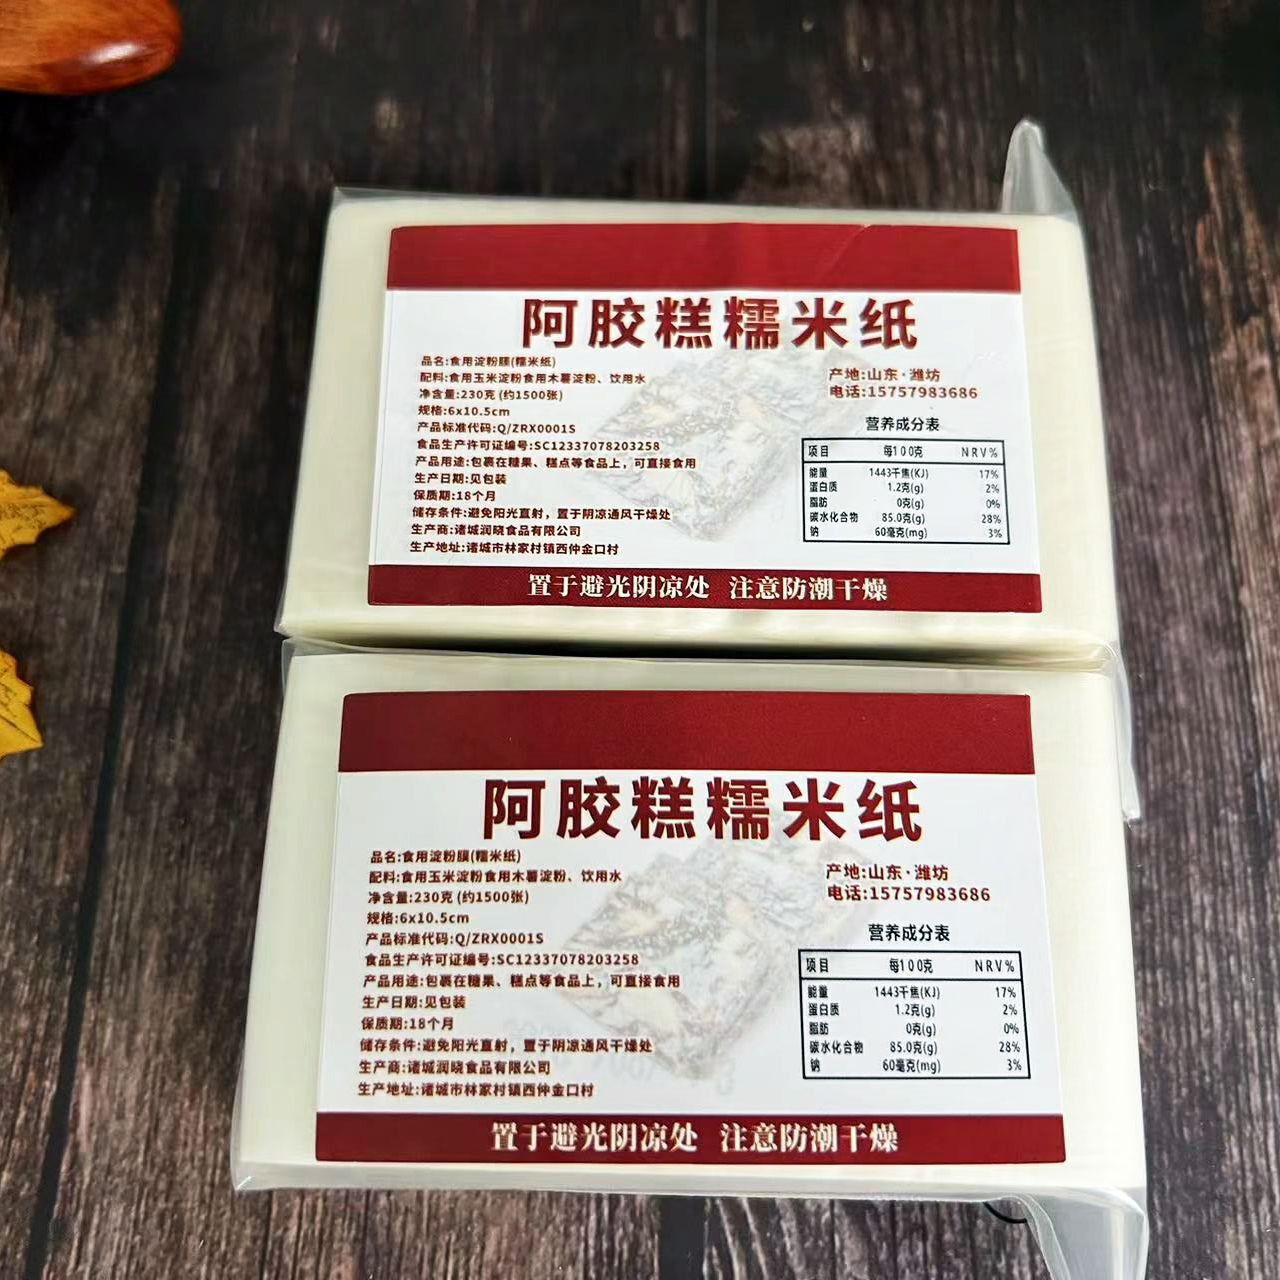 阿胶糕糯米纸
品名:食用淀粉膜(糯米纸)
配料:食用玉米淀粉食用木薯淀粉、饮用水
净含量:230克 (约1500张)
规格:6x10.5cm
产品标准代码:Q/ZRX0001S
食品生产许可证编号:SC12337078203258
产品用途:包裹在糖果、糕点等食品上，可直接食用
生产日期:见包装
保质期:18个月
储存条件:避免阳光直射，置于阴凉通风干燥处
生产商:诸城润晓食品有限公司
生产地址:诸城市林家村镇西仲金口村
产地:山东·潍坊
电话:15757983686
营养成分表
项目 每100克 NRV%
能量 1443千焦(KJ) 17%
蛋白质 1.2克(g) 2%
脂肪 0克(g) 0%
碳水化合物 85.0克(g) 28%
钠 60毫克(mg) 3%
置于避光阴凉处 注意防潮干燥
阿胶糕糯米纸
品名:食用淀粉膜(糯米纸)
配料:食用玉米淀粉食用木薯淀粉、饮用水
净含量:230克 (约1500张)
规格:6x10.5cm
产品标准代码:Q/ZRX0001S
食品生产许可证编号:SC12337078203258
产品用途:包裹在糖果、糕点等食品上，可直接食用
生产日期:见包装
保质期:18个月
储存条件:避免阳光直射，置于阴凉通风干燥处
生产商:诸城润晓食品有限公司
生产地址:诸城市林家村镇西仲金口村
产地:山东·潍坊
电话:15757983686
营养成分表
项目 每100克 NRV%
能量 1443千焦(KJ) 17%
蛋白质 1.2克(g) 2%
脂肪 0克(g) 0%
碳水化合物 85.0克(g) 28%
钠 60毫克(mg) 3%
置于避光阴凉处 注意防潮干燥